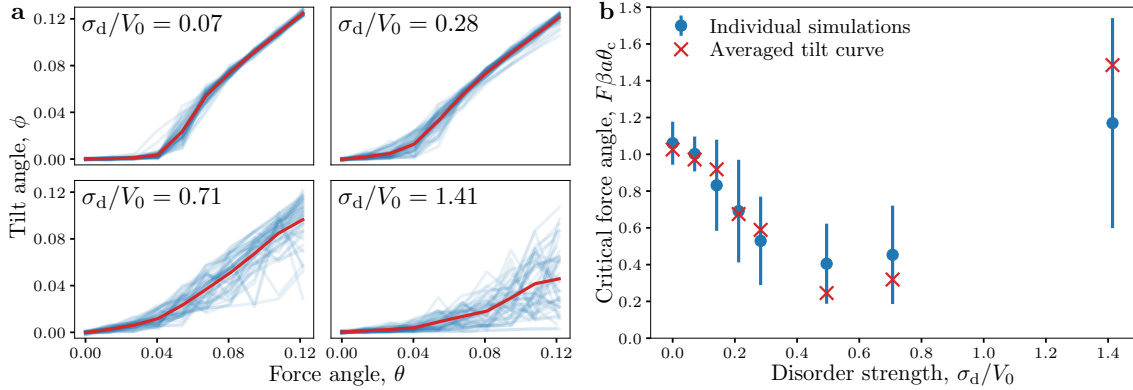 a
σd/V0 = 0.07
σd/V0 = 0.28
σd/V0 = 0.71
σd/V0 = 1.41
0.12
0.08
0.04
0.00
0.12
0.08
0.04
0.00
Tilt angle, ϕ
0.00 0.04 0.08 0.12
0.00 0.04 0.08 0.12
Force angle, θ
b
Individual simulations
Averaged tilt curve
1.8
1.6
1.4
1.2
1.0
0.8
0.6
0.4
0.2
0.0
Critical force angle, Fβaθc
0.0 0.2 0.4 0.6 0.8 1.0 1.2 1.4
Disorder strength, σd/V0